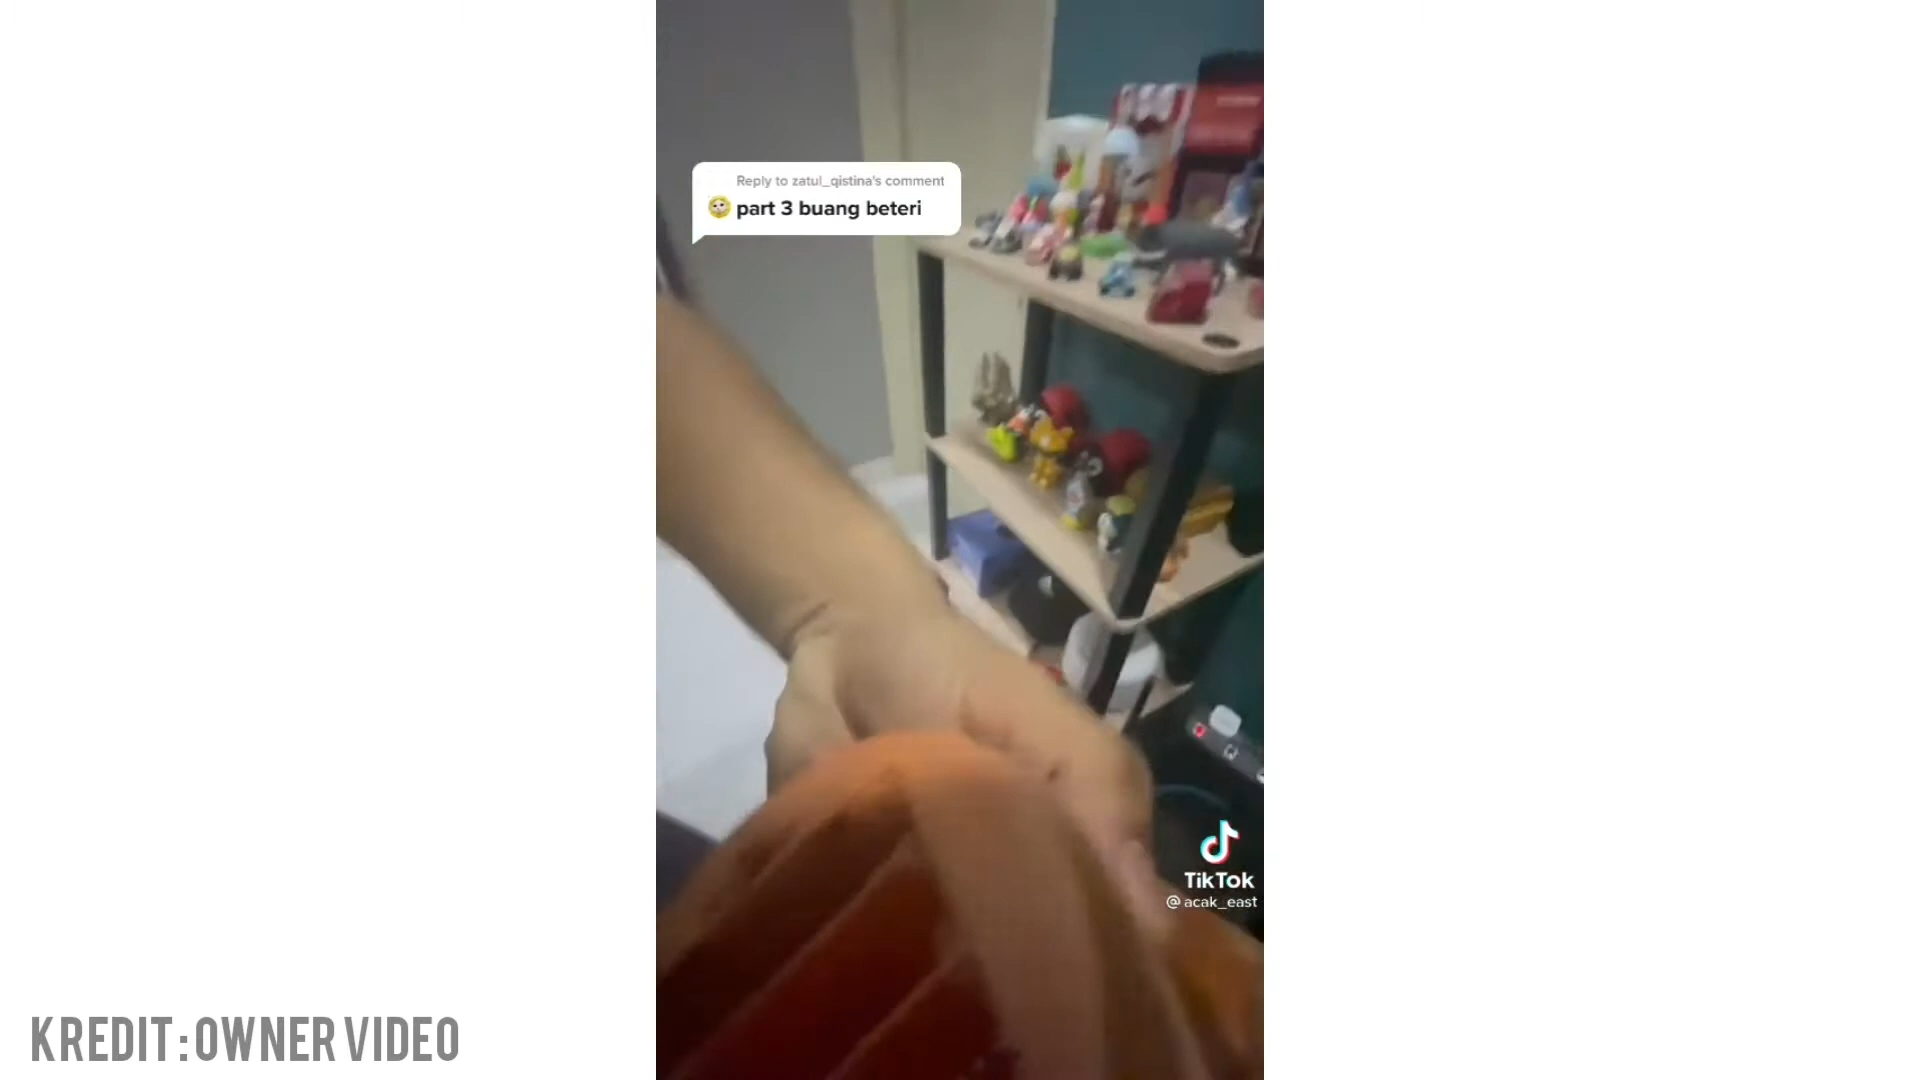 Reply to zatul_qistina's comment
part 3 buang beteri
TikTok
@acak_east
KREDIT : OWNER VIDEO